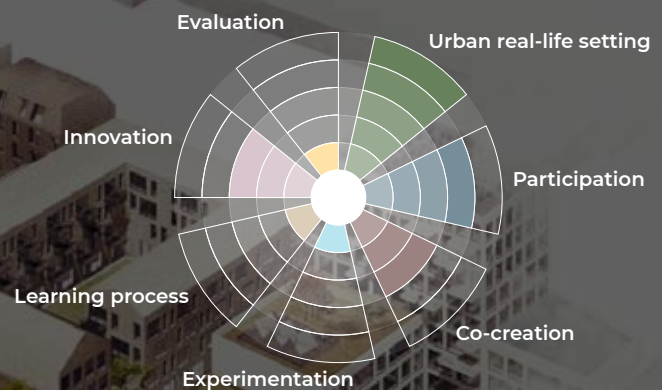 Evaluation
Urban real-life setting
Innovation
Participation
Learning process
Co-creation
Experimentation